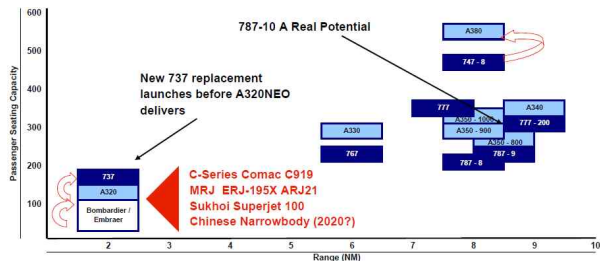 600
500
400
300
200
100
Passenger Seating Capacity
787-10 A Real Potential
New 737 replacement
launches before A320NEO
delivers
A380
747 - 8
777
A350 - 1000
A340
A330
A350 - 900
777 - 200
767
A350 - 800
787 - 8
787 - 9
737
A320
Bombardier /
Embraer
C-Series Comac C919
MRJ ERJ-195X ARJ21
Sukhoi Superjet 100
Chinese Narrowbody (2020?)
1 2 3 4 5 6 7 8 9 10
Range (NM)